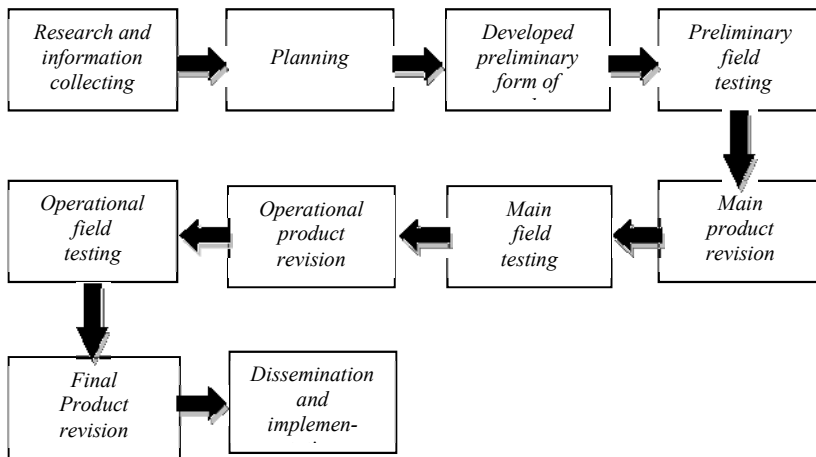 Research and
information
collecting
Planning
Developed
preliminary
form of
Preliminary
field
testing
Main
product
revision
Main
field
testing
Operational
product
revision
Operational
field
testing
Final
Product
revision
Dissemination
and
implemen-